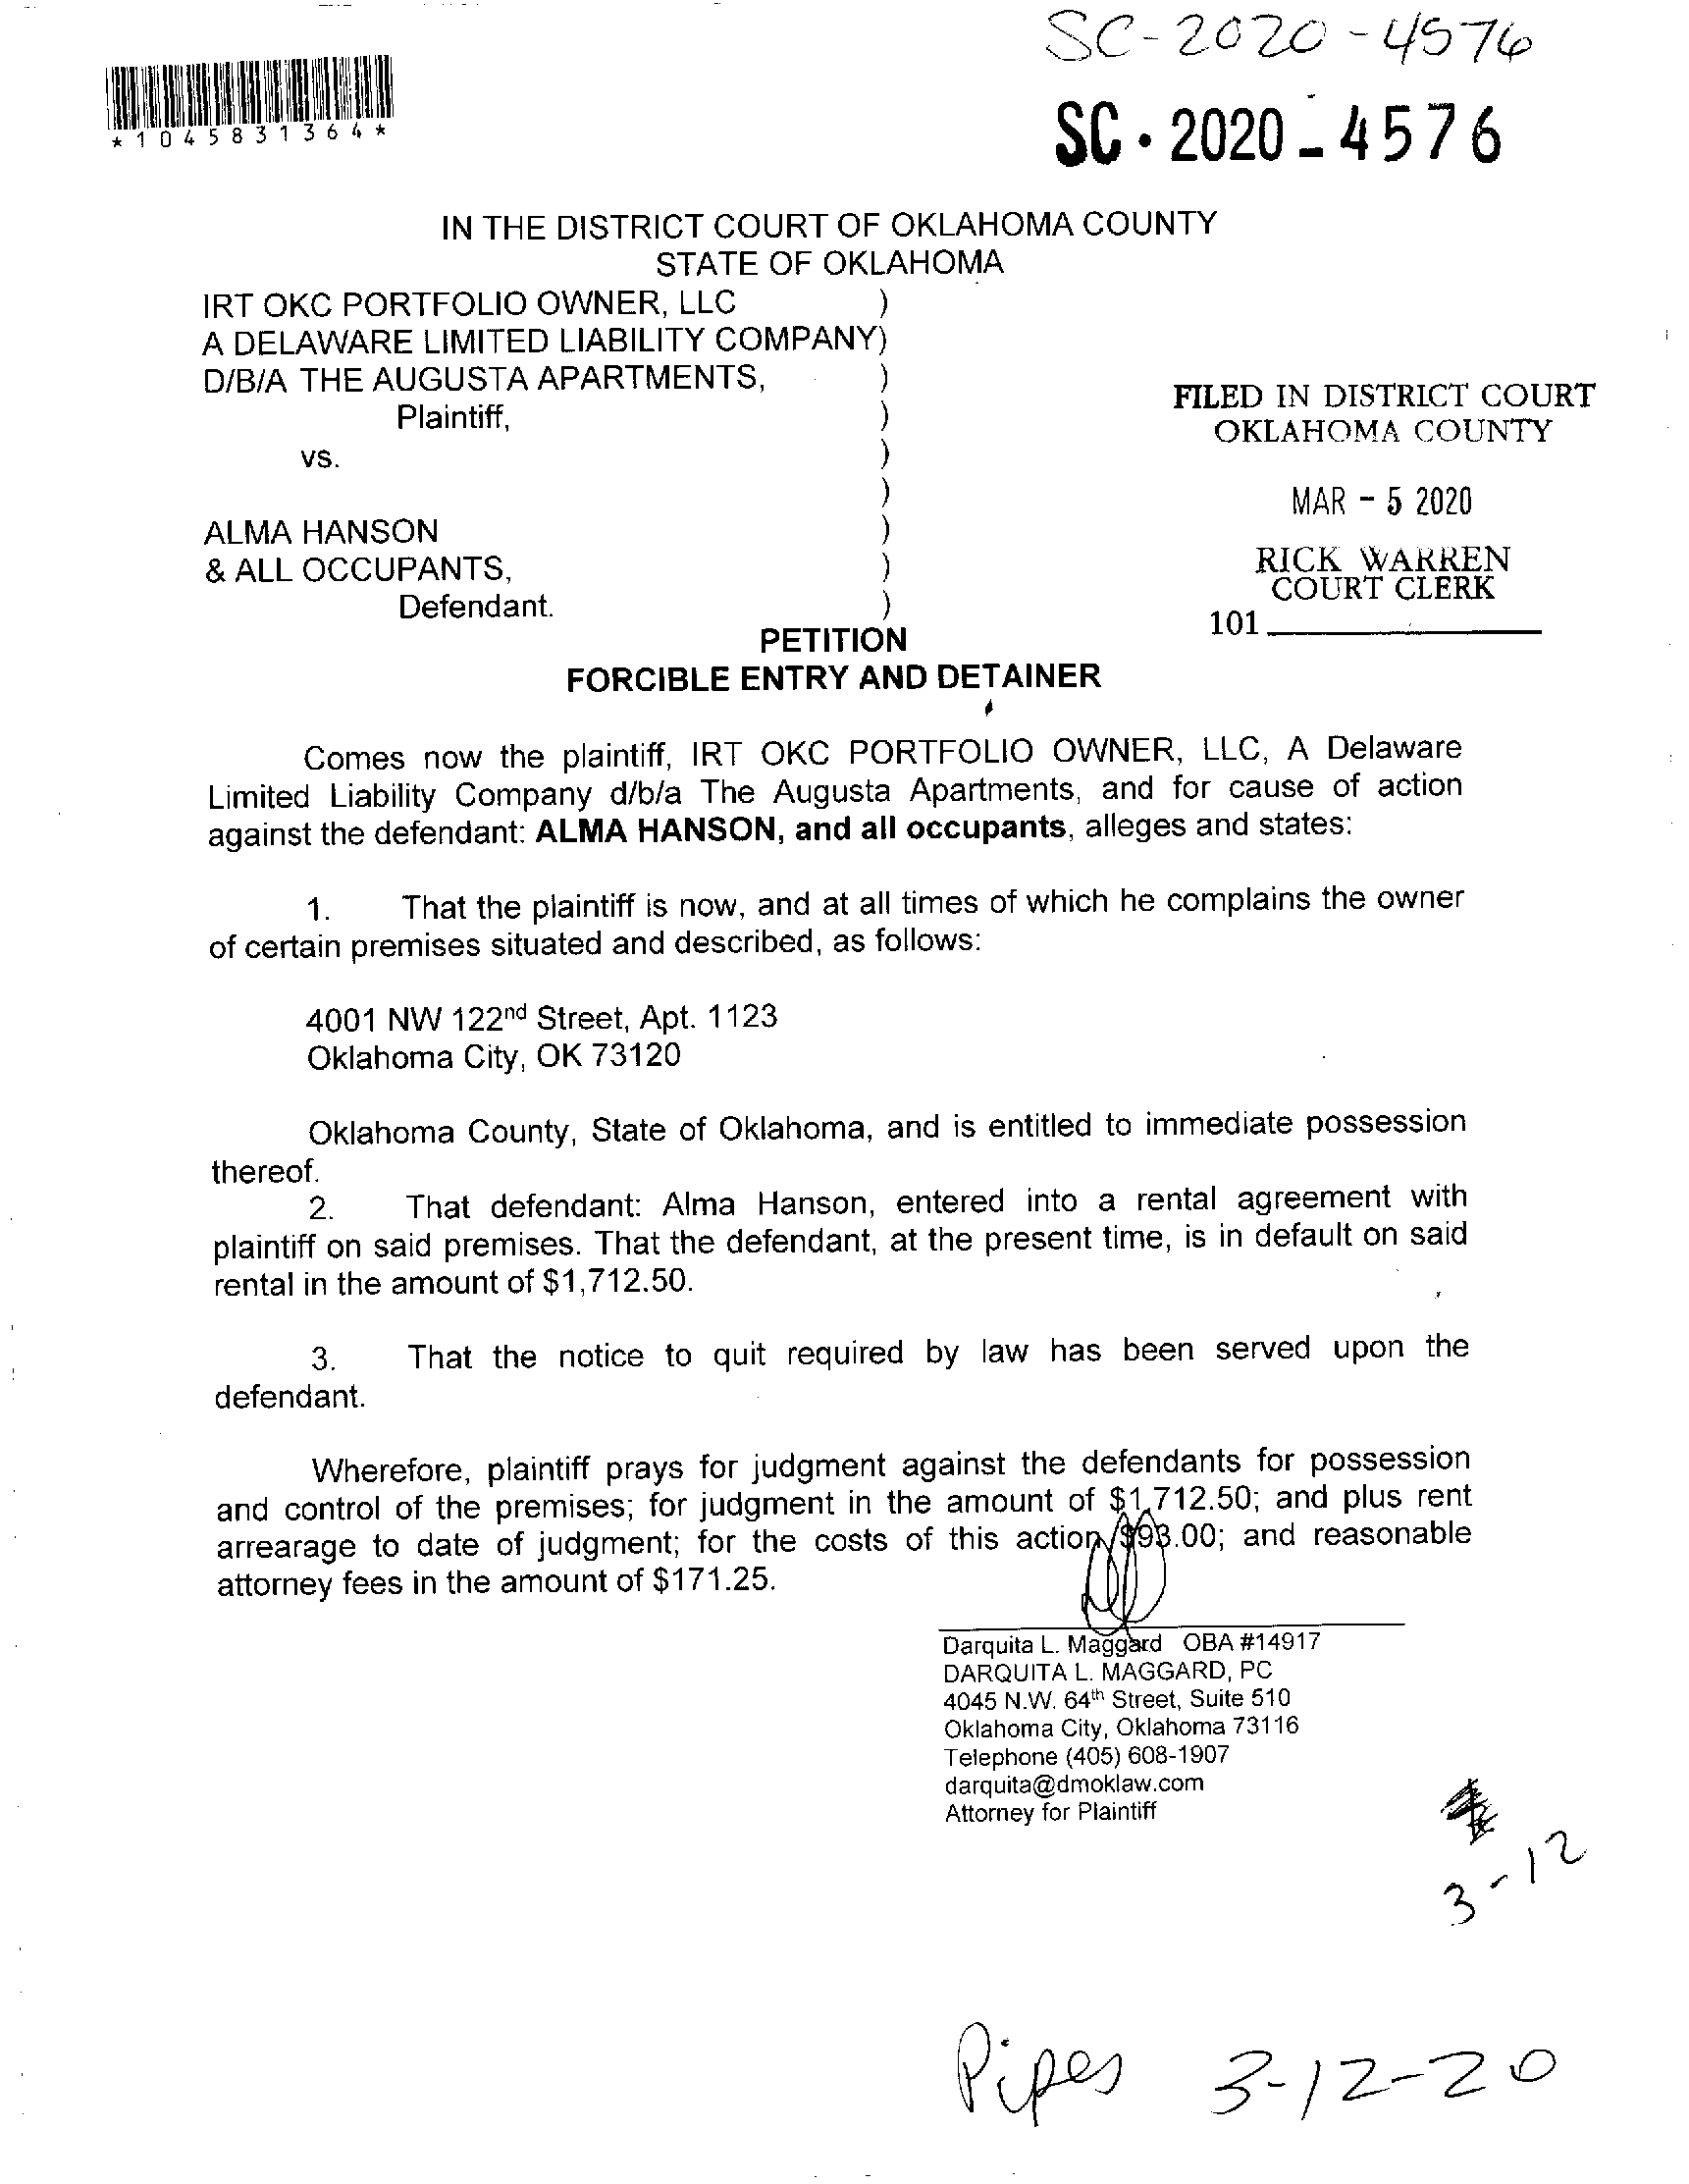 SC-2020-4576
*1045831364*
SC·2020-4576
IN THE DISTRICT COURT OF OKLAHOMA COUNTY
STATE OF OKLAHOMA
IRT OKC PORTFOLIO OWNER, LLC )
A DELAWARE LIMITED LIABILITY COMPANY)
D/B/A THE AUGUSTA APARTMENTS, )
Plaintiff, )
vs. )
)
ALMA HANSON )
& ALL OCCUPANTS, )
Defendant. )
FILED IN DISTRICT COURT
OKLAHOMA COUNTY
MAR - 5 2020
RICK WARREN
COURT CLERK
101
PETITION
FORCIBLE ENTRY AND DETAINER
Comes now the plaintiff, IRT OKC PORTFOLIO OWNER, LLC, A Delaware
Limited Liability Company d/b/a The Augusta Apartments, and for cause of action
against the defendant: ALMA HANSON, and all occupants, alleges and states:
1. That the plaintiff is now, and at all times of which he complains the owner
of certain premises situated and described, as follows:
4001 NW 122nd Street, Apt. 1123
Oklahoma City, OK 73120
Oklahoma County, State of Oklahoma, and is entitled to immediate possession
thereof.
2. That defendant: Alma Hanson, entered into a rental agreement with
plaintiff on said premises. That the defendant, at the present time, is in default on said
rental in the amount of $1,712.50.
3. That the notice to quit required by law has been served upon the
defendant.
Wherefore, plaintiff prays for judgment against the defendants for possession
and control of the premises; for judgment in the amount of $1,712.50; and plus rent
arrearage to date of judgment; for the costs of this action $93.00; and reasonable
attorney fees in the amount of $171.25.
Darquita L. Maggard OBA #14917
DARQUITA L. MAGGARD, PC
4045 N.W. 64th Street, Suite 510
Oklahoma City, Oklahoma 73116
Telephone (405) 608-1907
darquita@dmoklaw.com
Attorney for Plaintiff
3-12
Pipes 3-12-20